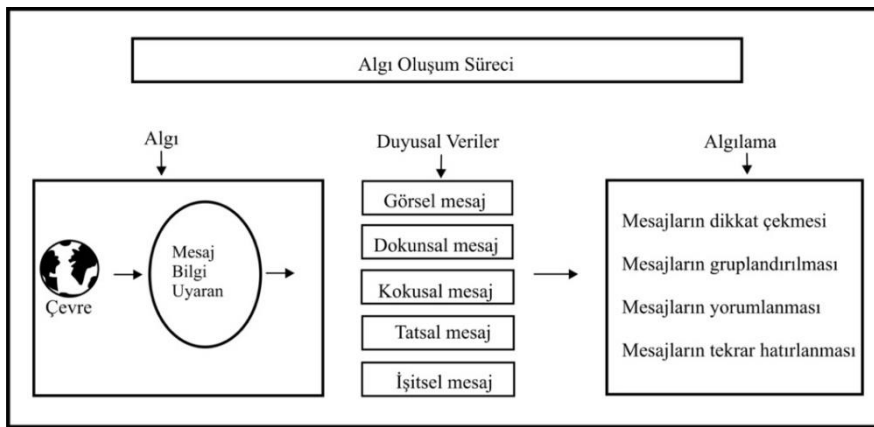 Algı Oluşum Süreci
Algı
Çevre
Mesaj
Bilgi
Uyaran
Duyusal Veriler
Görsel mesaj
Dokunsal mesaj
Kokusal mesaj
Tatsal mesaj
İşitsel mesaj
Algılama
Mesajların dikkat çekmesi
Mesajların gruplandırılması
Mesajların yorumlanması
Mesajların tekrar hatırlanması